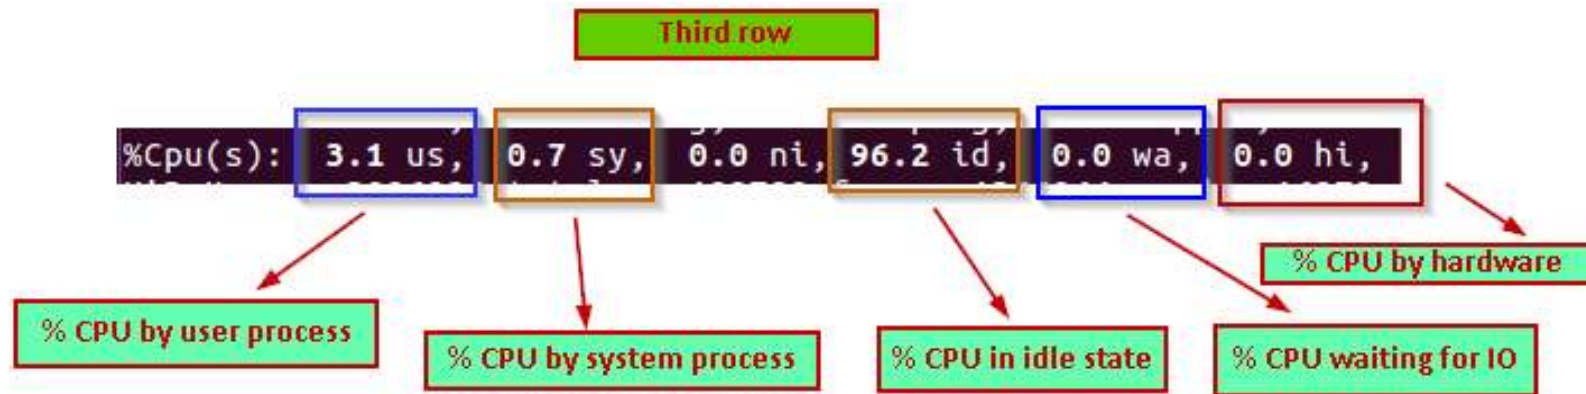 Third row
%Cpu(s): 3.1 us, 0.7 sy, 0.0 ni, 96.2 id, 0.0 wa, 0.0 hi,
% CPU by hardware
% CPU by user process
% CPU by system process
% CPU in idle state
% CPU waiting for IO